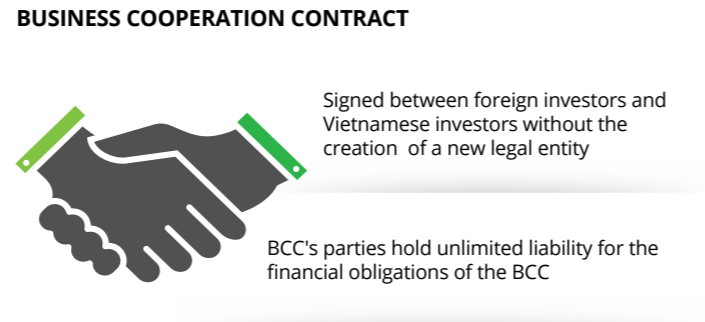 BUSINESS COOPERATION CONTRACT
Signed between foreign investors and
Vietnamese investors without the
creation of a new legal entity
BCC's parties hold unlimited liability for the
financial obligations of the BCC